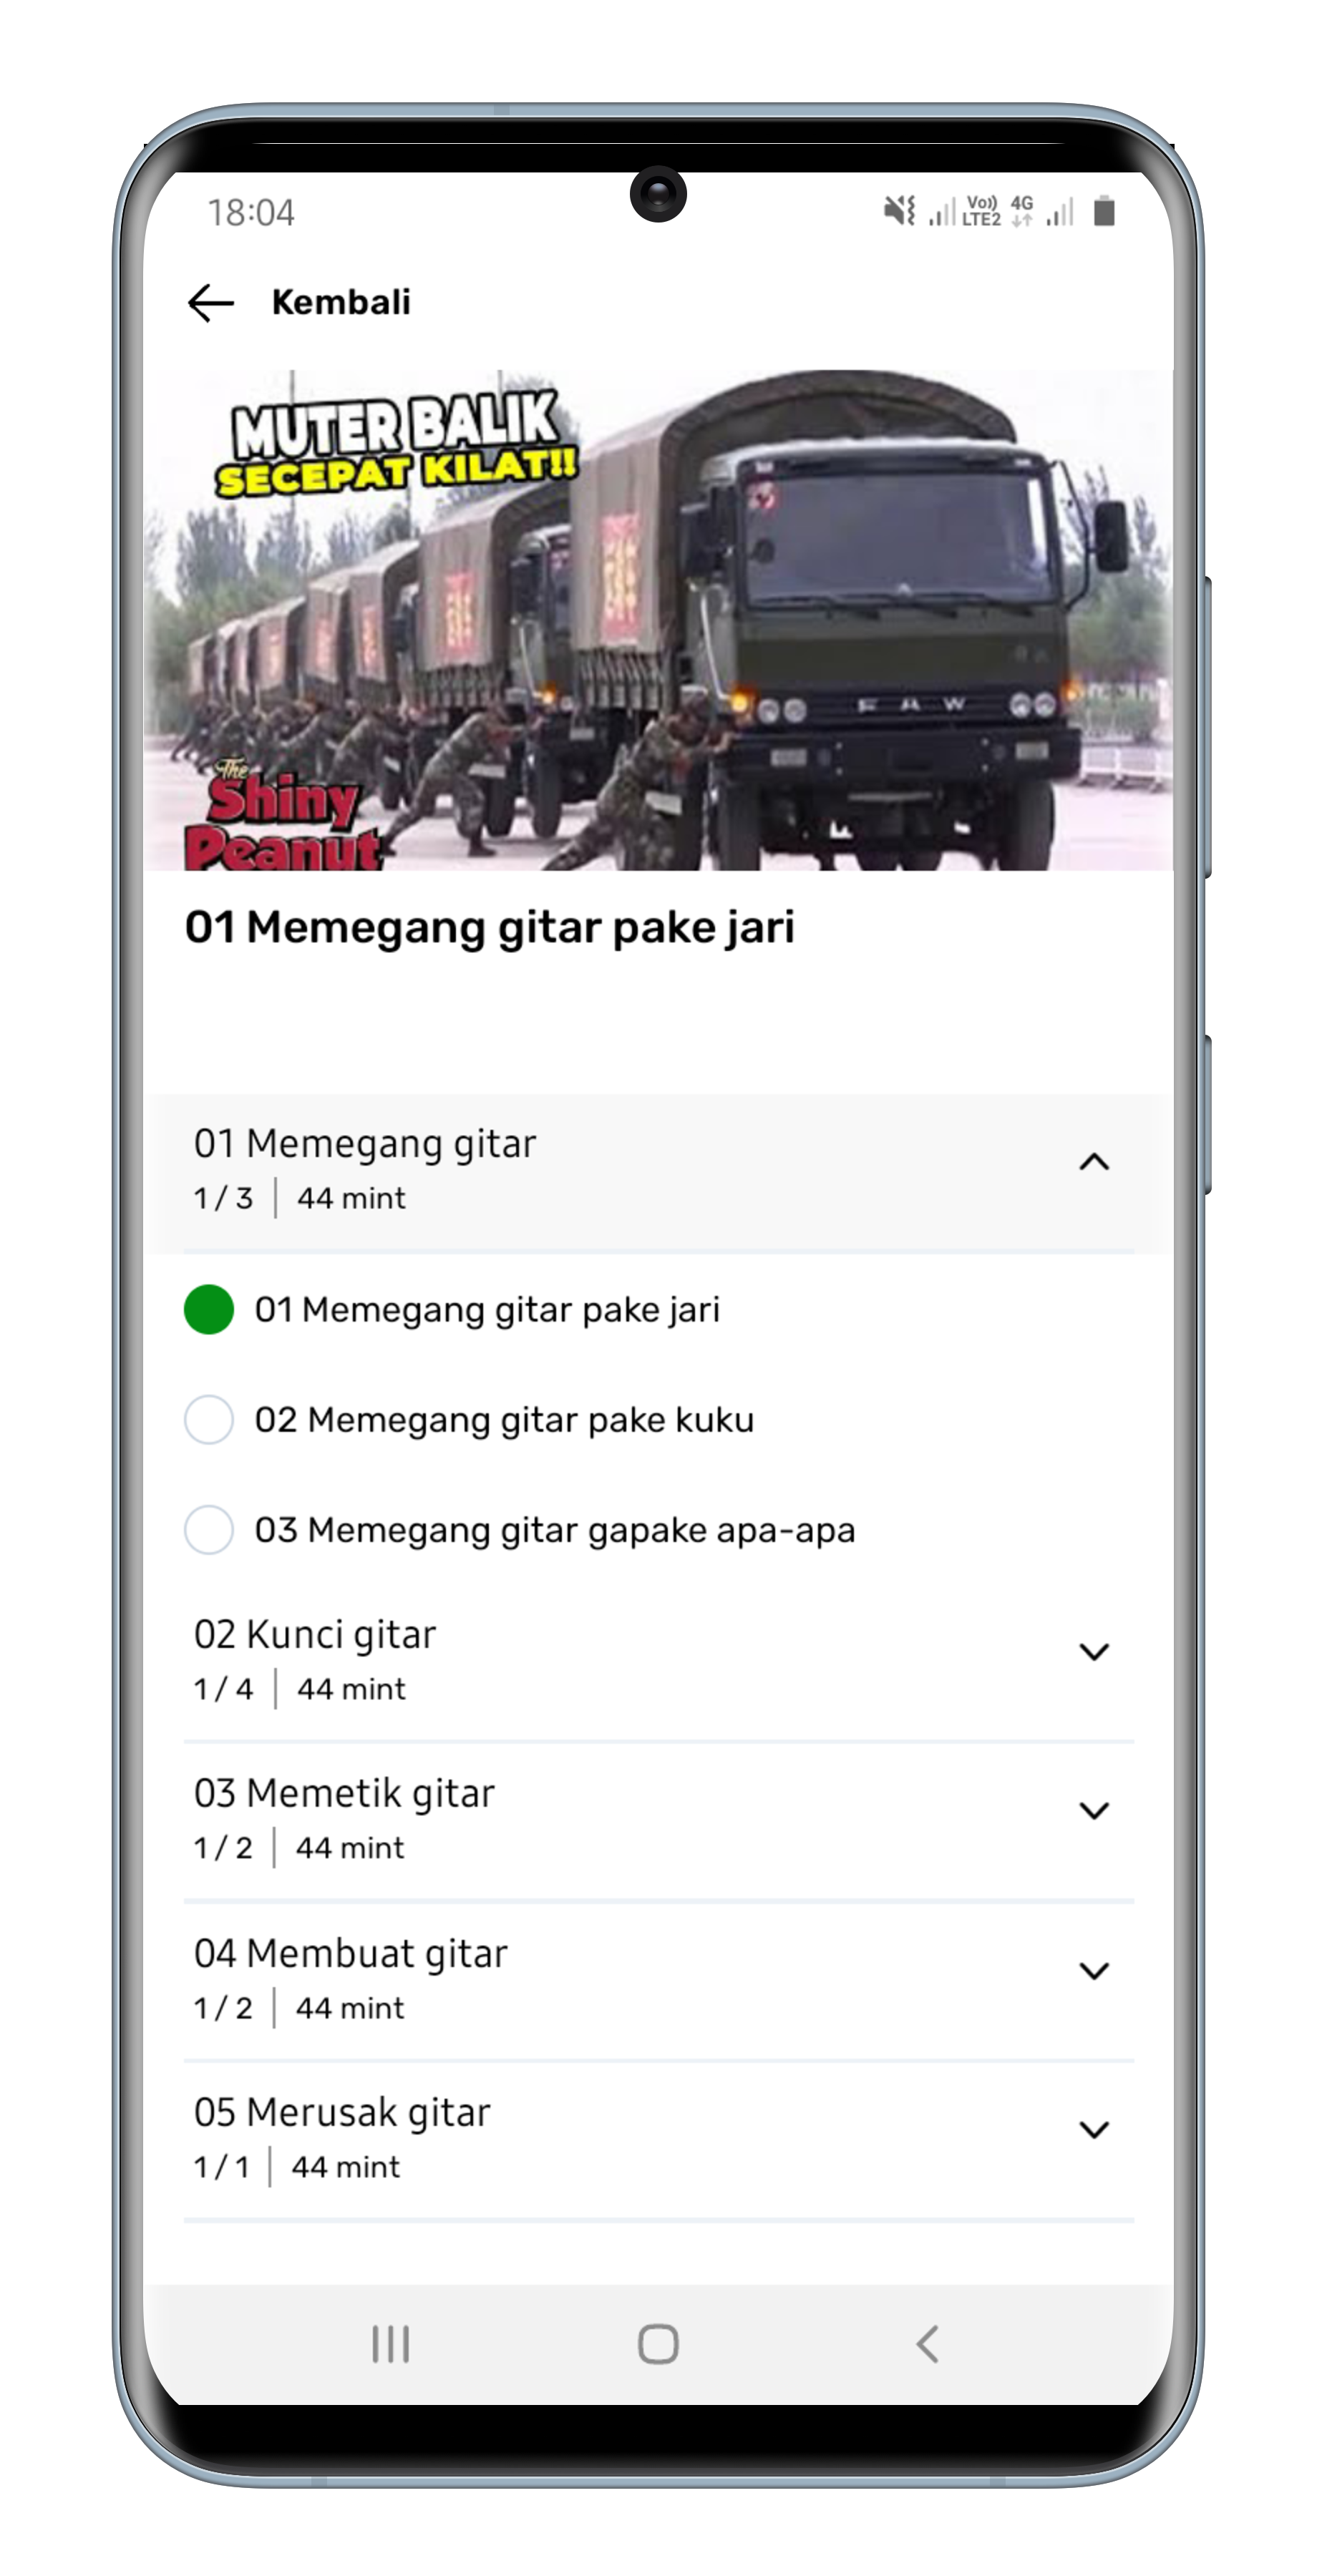 18:04
Vo))
LTE2
4G
Kembali
MUTER BALIK
SECEPAT KILAT!!
FAW
The
Shiny
Peanut
01 Memegang gitar pake jari
01 Memegang gitar
1 / 3 | 44 mint
01 Memegang gitar pake jari
02 Memegang gitar pake kuku
03 Memegang gitar gapake apa-apa
02 Kunci gitar
1 / 4 | 44 mint
03 Memetik gitar
1 / 2 | 44 mint
04 Membuat gitar
1 / 2 | 44 mint
05 Merusak gitar
1 / 1 | 44 mint